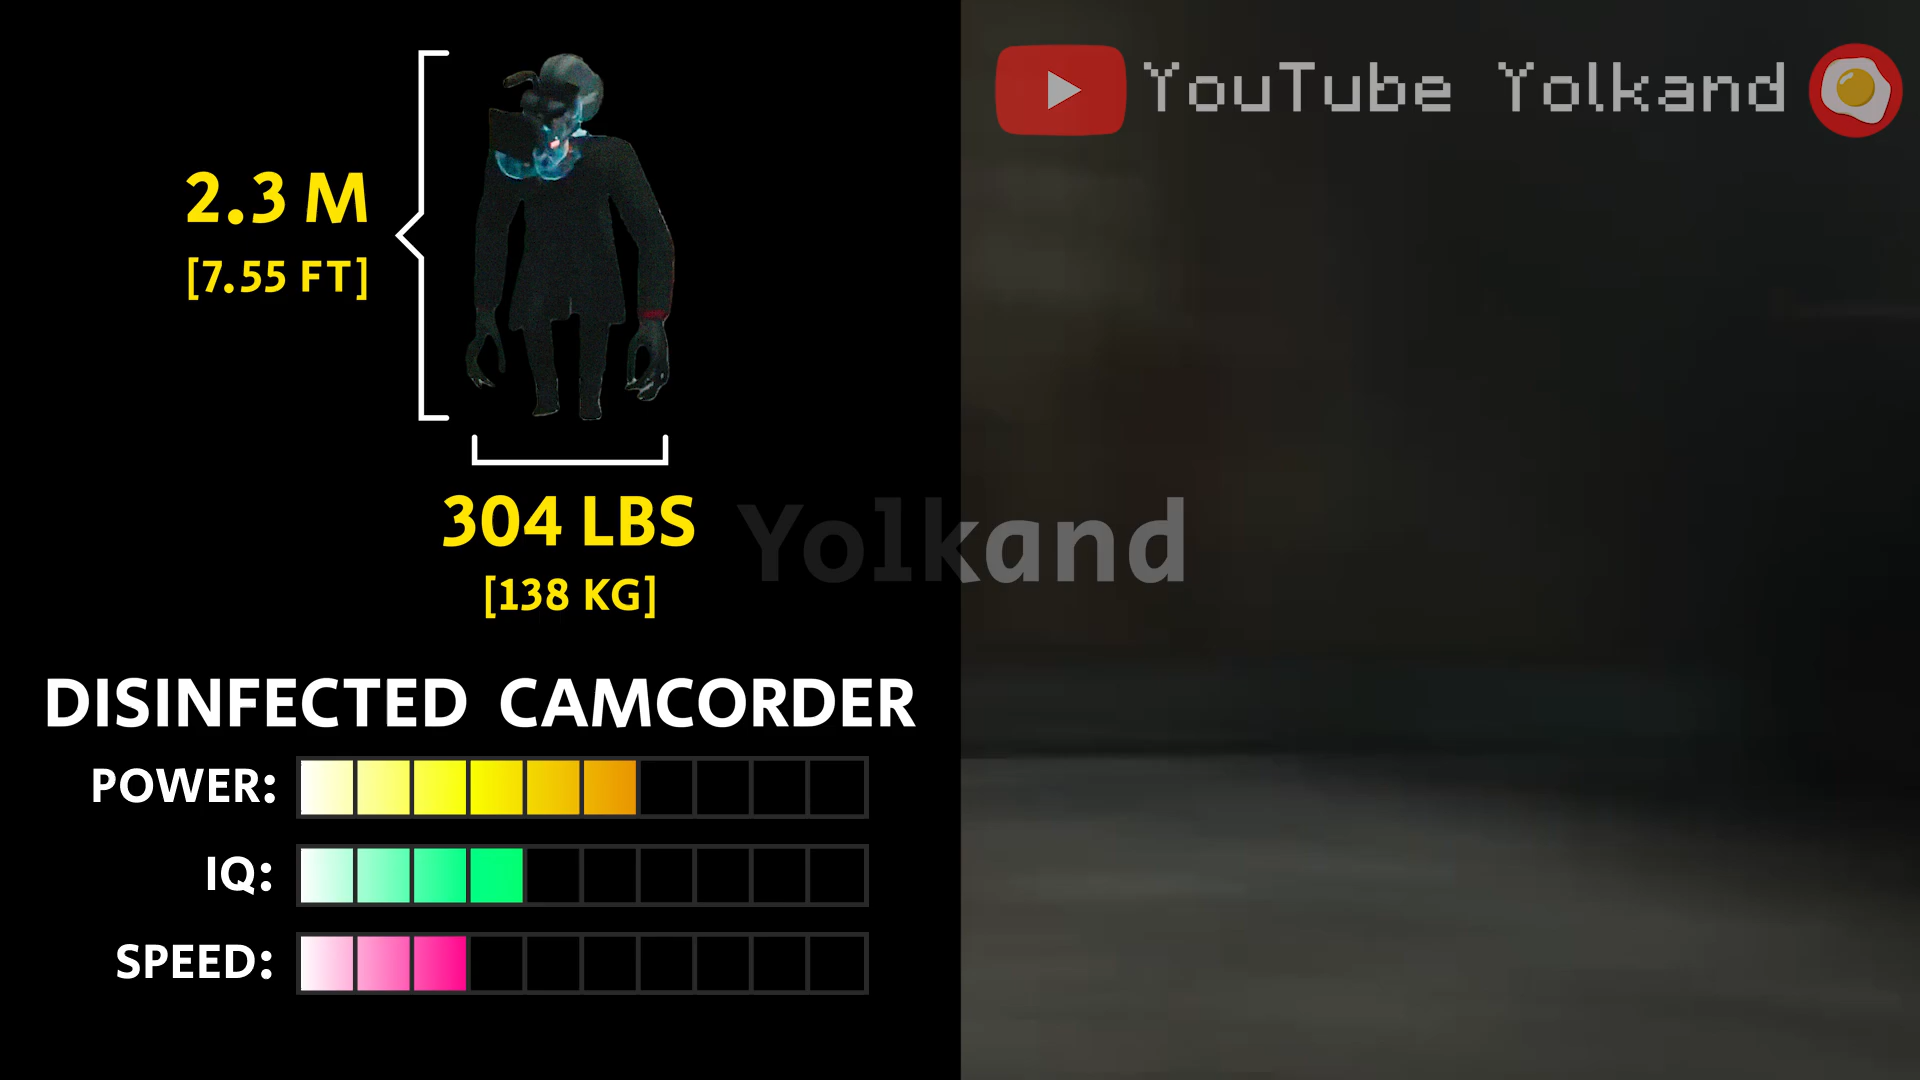 YouTube Yolkand
2.3 M
[7.55 FT]
304 LBS
[138 KG]
Yolkand
DISINFECTED CAMCORDER
POWER:
IQ:
SPEED: